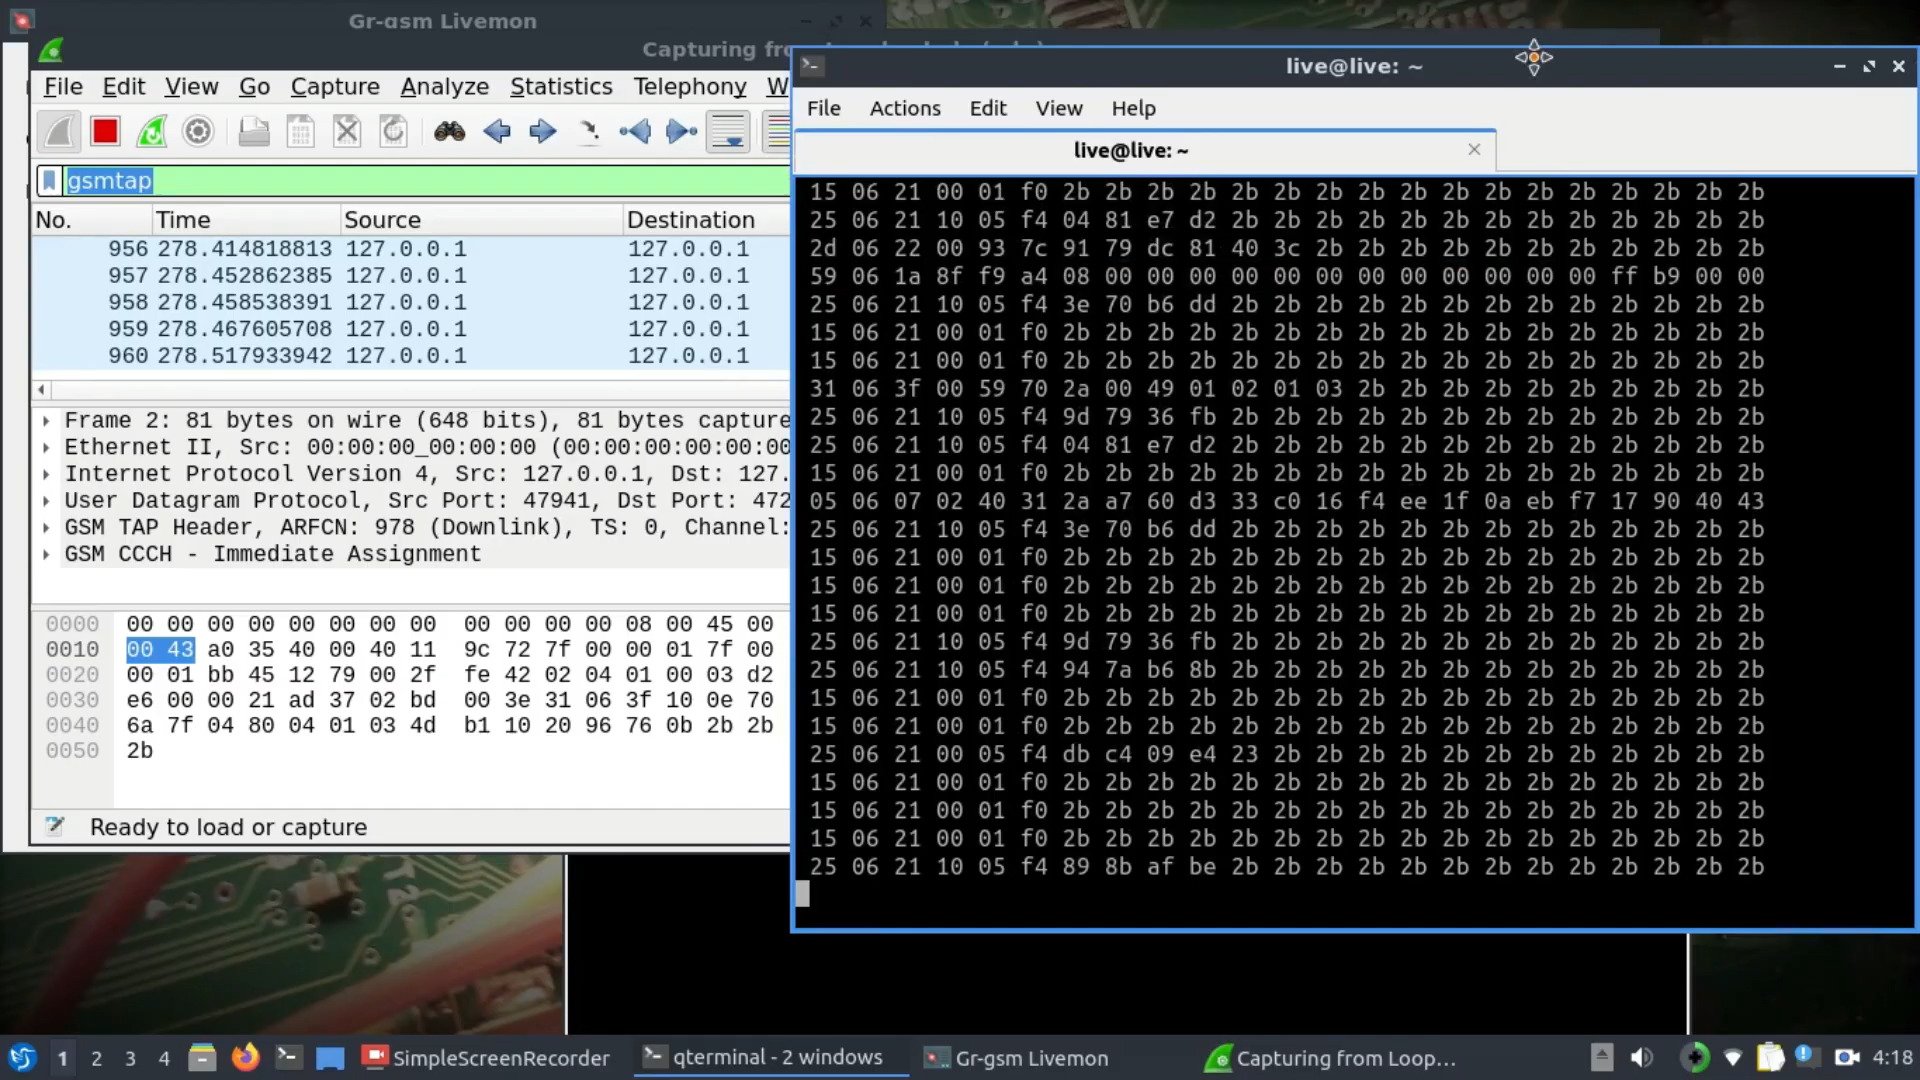 Gr-gsm Livemon
Capturing fro
File Edit View Go Capture Analyze Statistics Telephony W
gsmtap
No. Time Source Destination
956 278.414818813 127.0.0.1 127.0.0.1
957 278.452862385 127.0.0.1 127.0.0.1
958 278.458538391 127.0.0.1 127.0.0.1
959 278.467605708 127.0.0.1 127.0.0.1
960 278.517933942 127.0.0.1 127.0.0.1
Frame 2: 81 bytes on wire (648 bits), 81 bytes capture
Ethernet II, Src: 00:00:00_00:00:00 (00:00:00:00:00:00
Internet Protocol Version 4, Src: 127.0.0.1, Dst: 127.
User Datagram Protocol, Src Port: 47941, Dst Port: 472
GSM TAP Header, ARFCN: 978 (Downlink), TS: 0, Channel:
GSM CCCH - Immediate Assignment
0000 00 00 00 00 00 00 00 00 00 00 00 00 08 00 45 00
0010 00 43 a0 35 40 00 40 11 9c 72 7f 00 00 01 7f 00
0020 00 01 bb 45 12 79 00 2f fe 42 02 04 01 00 03 d2
0030 e6 00 00 21 ad 37 02 bd 00 3e 31 06 3f 10 0e 70
0040 6a 7f 04 80 04 01 03 4d b1 10 20 96 76 0b 2b 2b
0050 2b
Ready to load or capture
live@live: ~
File Actions Edit View Help
live@live: ~
15 06 21 00 01 f0 2b 2b 2b 2b 2b 2b 2b 2b 2b 2b 2b 2b 2b 2b 2b 2b 2b
25 06 21 10 05 f4 04 81 e7 d2 2b 2b 2b 2b 2b 2b 2b 2b 2b 2b 2b 2b 2b
2d 06 22 00 93 7c 91 79 dc 81 40 3c 2b 2b 2b 2b 2b 2b 2b 2b 2b 2b 2b
59 06 1a 8f f9 a4 08 00 00 00 00 00 00 00 00 00 00 00 00 ff b9 00 00
25 06 21 10 05 f4 3e 70 b6 dd 2b 2b 2b 2b 2b 2b 2b 2b 2b 2b 2b 2b 2b
15 06 21 00 01 f0 2b 2b 2b 2b 2b 2b 2b 2b 2b 2b 2b 2b 2b 2b 2b 2b 2b
15 06 21 00 01 f0 2b 2b 2b 2b 2b 2b 2b 2b 2b 2b 2b 2b 2b 2b 2b 2b 2b
31 06 3f 00 59 70 2a 00 49 01 02 01 03 2b 2b 2b 2b 2b 2b 2b 2b 2b 2b
25 06 21 10 05 f4 9d 79 36 fb 2b 2b 2b 2b 2b 2b 2b 2b 2b 2b 2b 2b 2b
25 06 21 10 05 f4 04 81 e7 d2 2b 2b 2b 2b 2b 2b 2b 2b 2b 2b 2b 2b 2b
15 06 21 00 01 f0 2b 2b 2b 2b 2b 2b 2b 2b 2b 2b 2b 2b 2b 2b 2b 2b 2b
05 06 07 02 40 31 2a a7 60 d3 33 c0 16 f4 ee 1f 0a eb f7 17 90 40 43
25 06 21 10 05 f4 3e 70 b6 dd 2b 2b 2b 2b 2b 2b 2b 2b 2b 2b 2b 2b 2b
15 06 21 00 01 f0 2b 2b 2b 2b 2b 2b 2b 2b 2b 2b 2b 2b 2b 2b 2b 2b 2b
15 06 21 00 01 f0 2b 2b 2b 2b 2b 2b 2b 2b 2b 2b 2b 2b 2b 2b 2b 2b 2b
15 06 21 00 01 f0 2b 2b 2b 2b 2b 2b 2b 2b 2b 2b 2b 2b 2b 2b 2b 2b 2b
25 06 21 10 05 f4 9d 79 36 fb 2b 2b 2b 2b 2b 2b 2b 2b 2b 2b 2b 2b 2b
25 06 21 10 05 f4 94 7a b6 8b 2b 2b 2b 2b 2b 2b 2b 2b 2b 2b 2b 2b 2b
15 06 21 00 01 f0 2b 2b 2b 2b 2b 2b 2b 2b 2b 2b 2b 2b 2b 2b 2b 2b 2b
15 06 21 00 01 f0 2b 2b 2b 2b 2b 2b 2b 2b 2b 2b 2b 2b 2b 2b 2b 2b 2b
25 06 21 00 05 f4 db c4 09 e4 23 2b 2b 2b 2b 2b 2b 2b 2b 2b 2b 2b 2b
15 06 21 00 01 f0 2b 2b 2b 2b 2b 2b 2b 2b 2b 2b 2b 2b 2b 2b 2b 2b 2b
15 06 21 00 01 f0 2b 2b 2b 2b 2b 2b 2b 2b 2b 2b 2b 2b 2b 2b 2b 2b 2b
15 06 21 00 01 f0 2b 2b 2b 2b 2b 2b 2b 2b 2b 2b 2b 2b 2b 2b 2b 2b 2b
25 06 21 10 05 f4 89 8b af be 2b 2b 2b 2b 2b 2b 2b 2b 2b 2b 2b 2b 2b
1 2 3 4 SimpleScreenRecorder qterminal - 2 windows Gr-gsm Livemon Capturing from Loop... 4:18